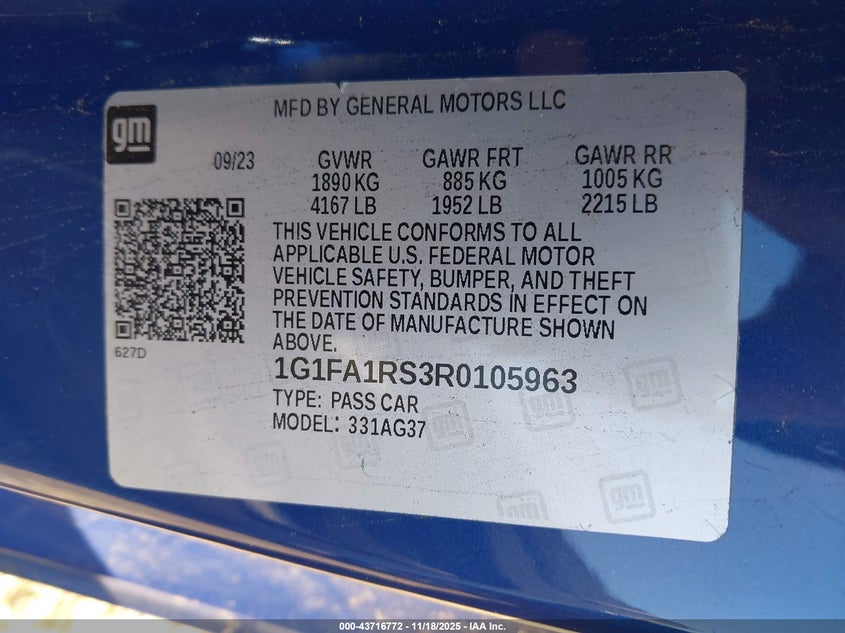 MFD BY GENERAL MOTORS LLC
gm
09/23 GVWR GAWR FRT GAWR RR
1890 KG 885 KG 1005 KG
4167 LB 1952 LB 2215 LB
THIS VEHICLE CONFORMS TO ALL
APPLICABLE U.S. FEDERAL MOTOR
VEHICLE SAFETY, BUMPER, AND THEFT
PREVENTION STANDARDS IN EFFECT ON
THE DATE OF MANUFACTURE SHOWN
ABOVE.
627D
1G1FA1RS3R0105963
TYPE: PASS CAR
MODEL: 331AG37
gm
000-43716772 - 11/18/2025 - IAA Inc.